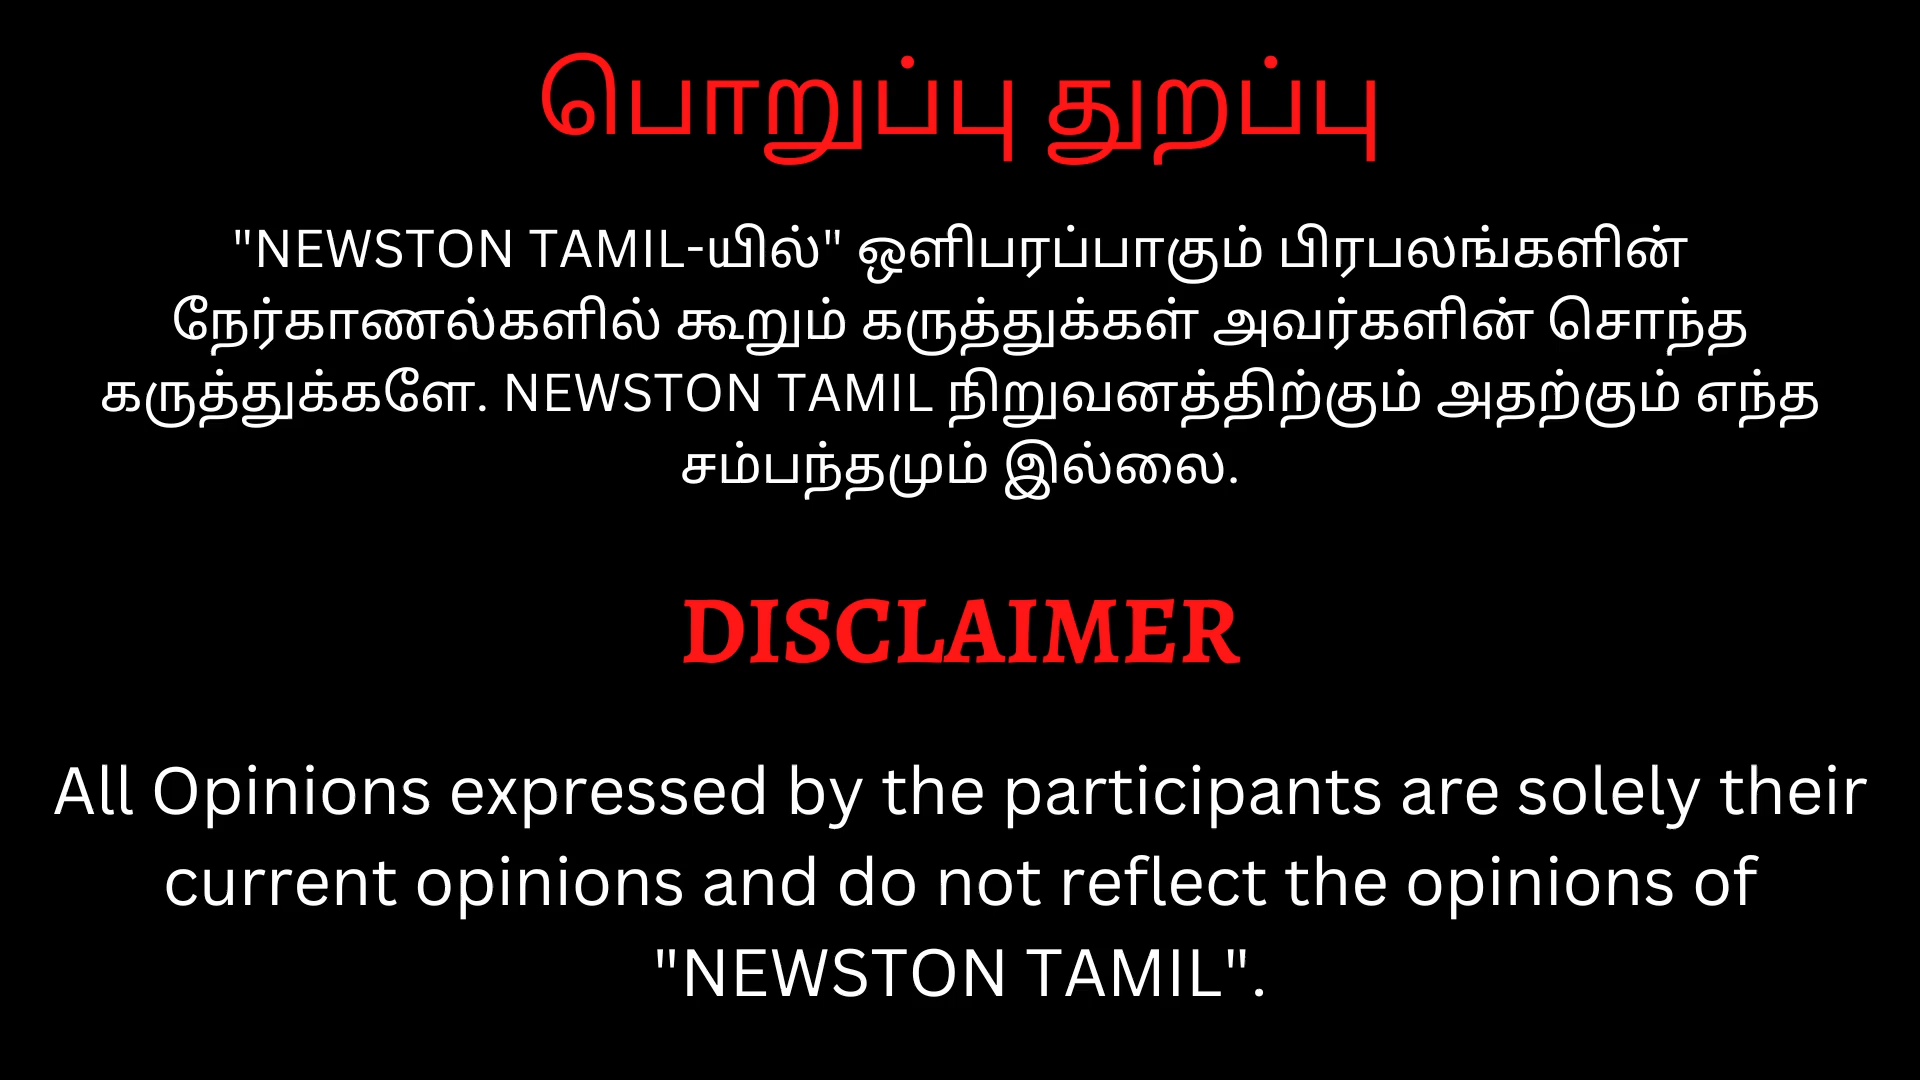 பொறுப்பு துறப்பு
"NEWSTON TAMIL-யில்" ஒளிபரப்பாகும் பிரபலங்களின்
நேர்காணல்களில் கூறும் கருத்துக்கள் அவர்களின் சொந்த
கருத்துக்களே. NEWSTON TAMIL நிறுவனத்திற்கும் அதற்கும் எந்த
சம்பந்தமும் இல்லை.
DISCLAIMER
All Opinions expressed by the participants are solely their
current opinions and do not reflect the opinions of
"NEWSTON TAMIL".